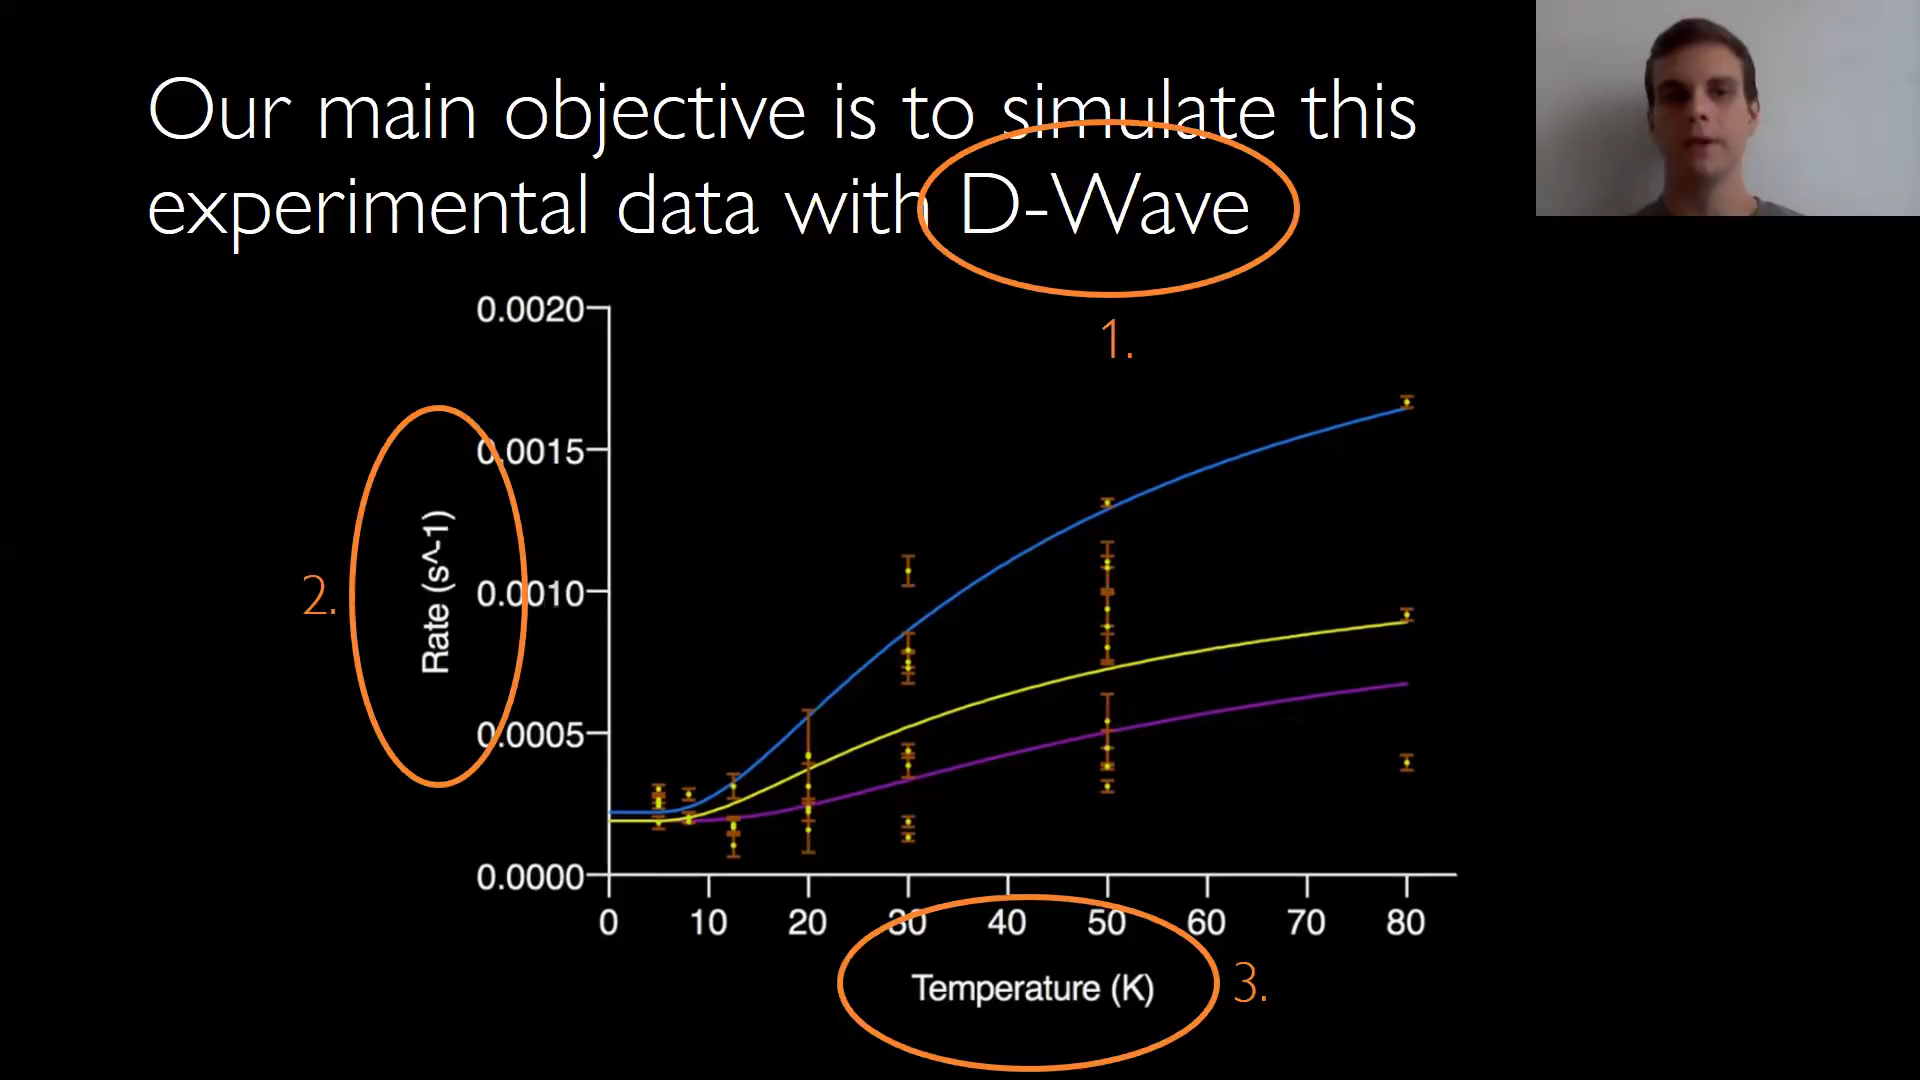 Our main objective is to simulate this
experimental data with D-Wave
1.
0.0020
0.0015
0.0010
0.0005
0.0000
2.
Rate (s^-1)
0 10 20 30 40 50 60 70 80
Temperature (K)
3.